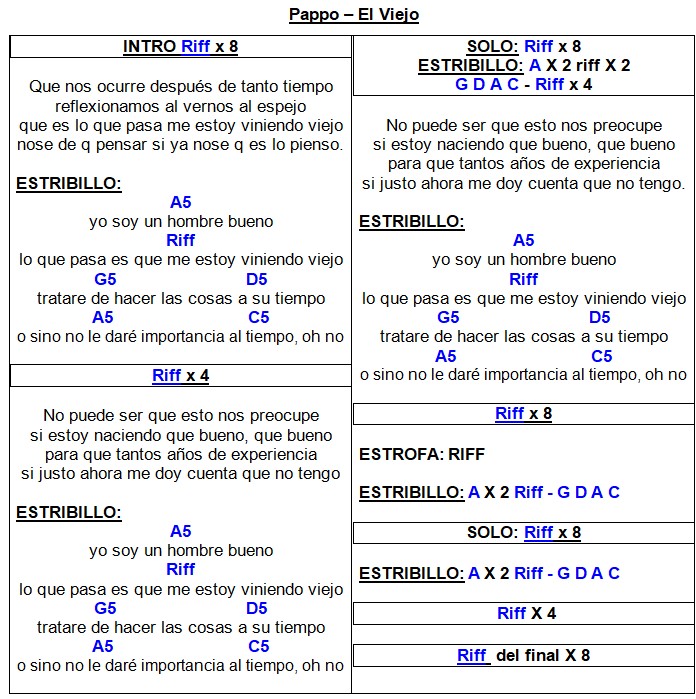 Pappo – El Viejo
INTRO Riff x 8
Que nos ocurre después de tanto tiempo
reflexionamos al vernos al espejo
que es lo que pasa me estoy viniendo viejo
nose de q pensar si ya nose q es lo pienso.
ESTRIBILLO:
A5
yo soy un hombre bueno
Riff
lo que pasa es que me estoy viniendo viejo
G5 D5
tratare de hacer las cosas a su tiempo
A5 C5
o sino no le daré importancia al tiempo, oh no
Riff x 4
No puede ser que esto nos preocupe
si estoy naciendo que bueno, que bueno
para que tantos años de experiencia
si justo ahora me doy cuenta que no tengo
ESTRIBILLO:
A5
yo soy un hombre bueno
Riff
lo que pasa es que me estoy viniendo viejo
G5 D5
tratare de hacer las cosas a su tiempo
A5 C5
o sino no le daré importancia al tiempo, oh no
SOLO: Riff x 8
ESTRIBILLO: A X 2 riff X 2
G D A C - Riff x 4
No puede ser que esto nos preocupe
si estoy naciendo que bueno, que bueno
para que tantos años de experiencia
si justo ahora me doy cuenta que no tengo.
ESTRIBILLO:
A5
yo soy un hombre bueno
Riff
lo que pasa es que me estoy viniendo viejo
G5 D5
tratare de hacer las cosas a su tiempo
A5 C5
o sino no le daré importancia al tiempo, oh no
Riff x 8
ESTROFA: RIFF
ESTRIBILLO: A X 2 Riff - G D A C
SOLO: Riff x 8
ESTRIBILLO: A X 2 Riff - G D A C
Riff X 4
Riff del final X 8